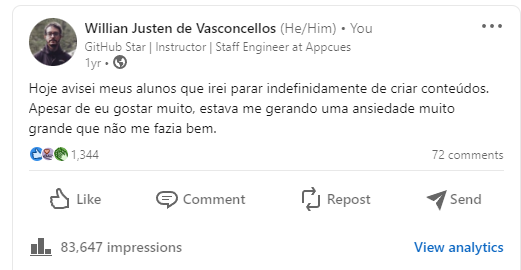 Willian Justen de Vasconcellos (He/Him) • You
GitHub Star | Instructor | Staff Engineer at Appcues
1yr •
Hoje avisei meus alunos que irei parar indefinidamente de criar conteúdos.
Apesar de eu gostar muito, estava me gerando uma ansiedade muito
grande que não me fazia bem.
1,344 72 comments
Like Comment Repost Send
83,647 impressions View analytics